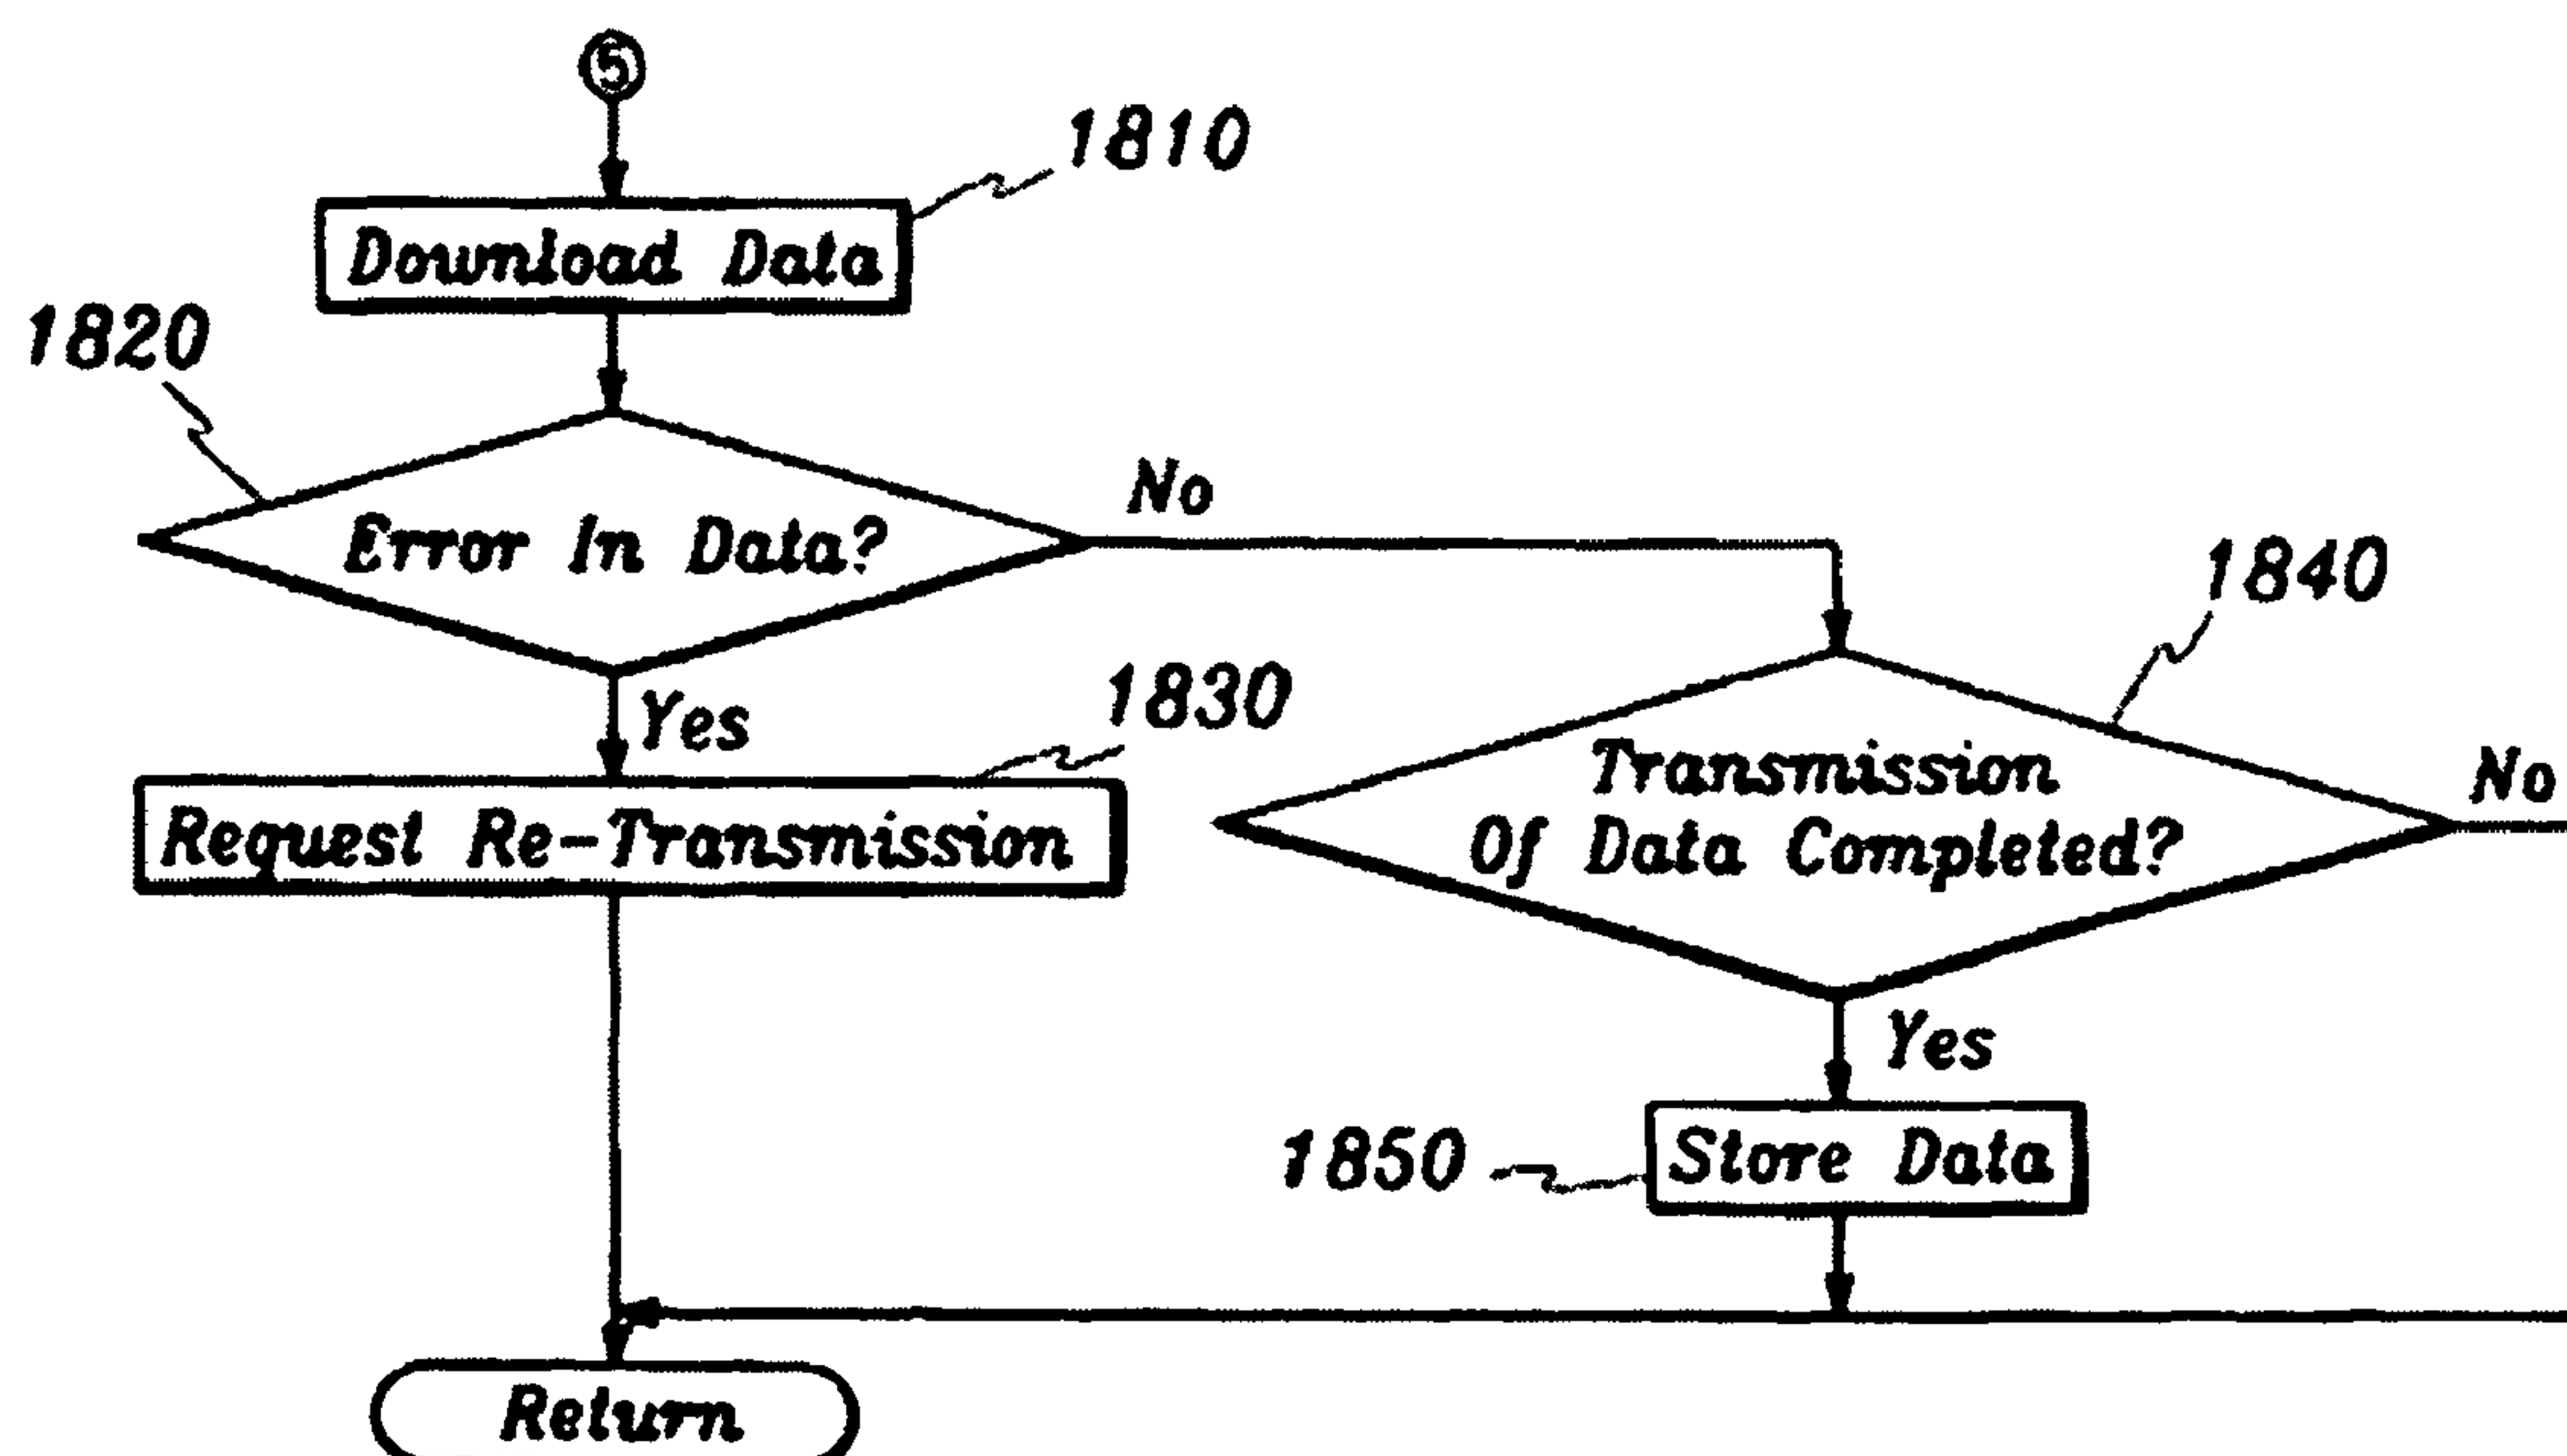 5
1810
Download Data
1820
Error In Data?
No
1840
Yes
1830
Request Re-Transmission
Transmission
Of Data Completed?
No
Yes
1850
Store Data
Return